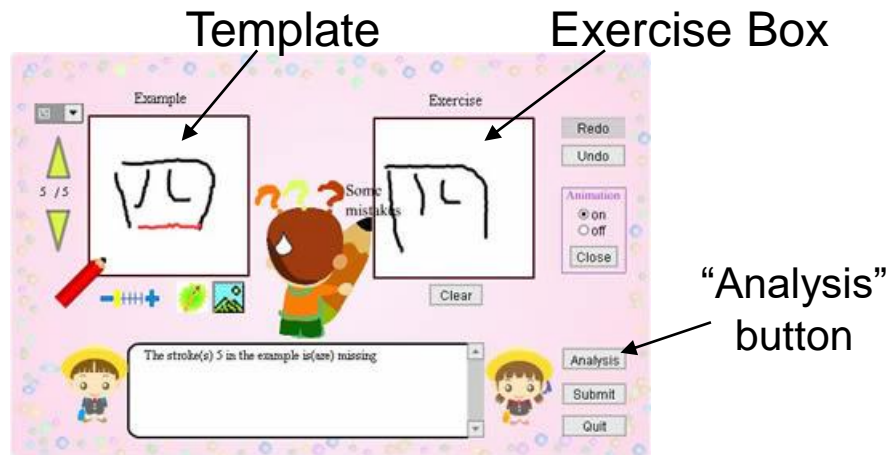 Template
Exercise Box
Example
Exercise
四
Redo
Undo
5 /5
Some
mistakes
Animation
on
off
Close
Clear
"Analysis"
button
The stroke(s) 5 in the example is(are) missing
Analysis
Submit
Quit